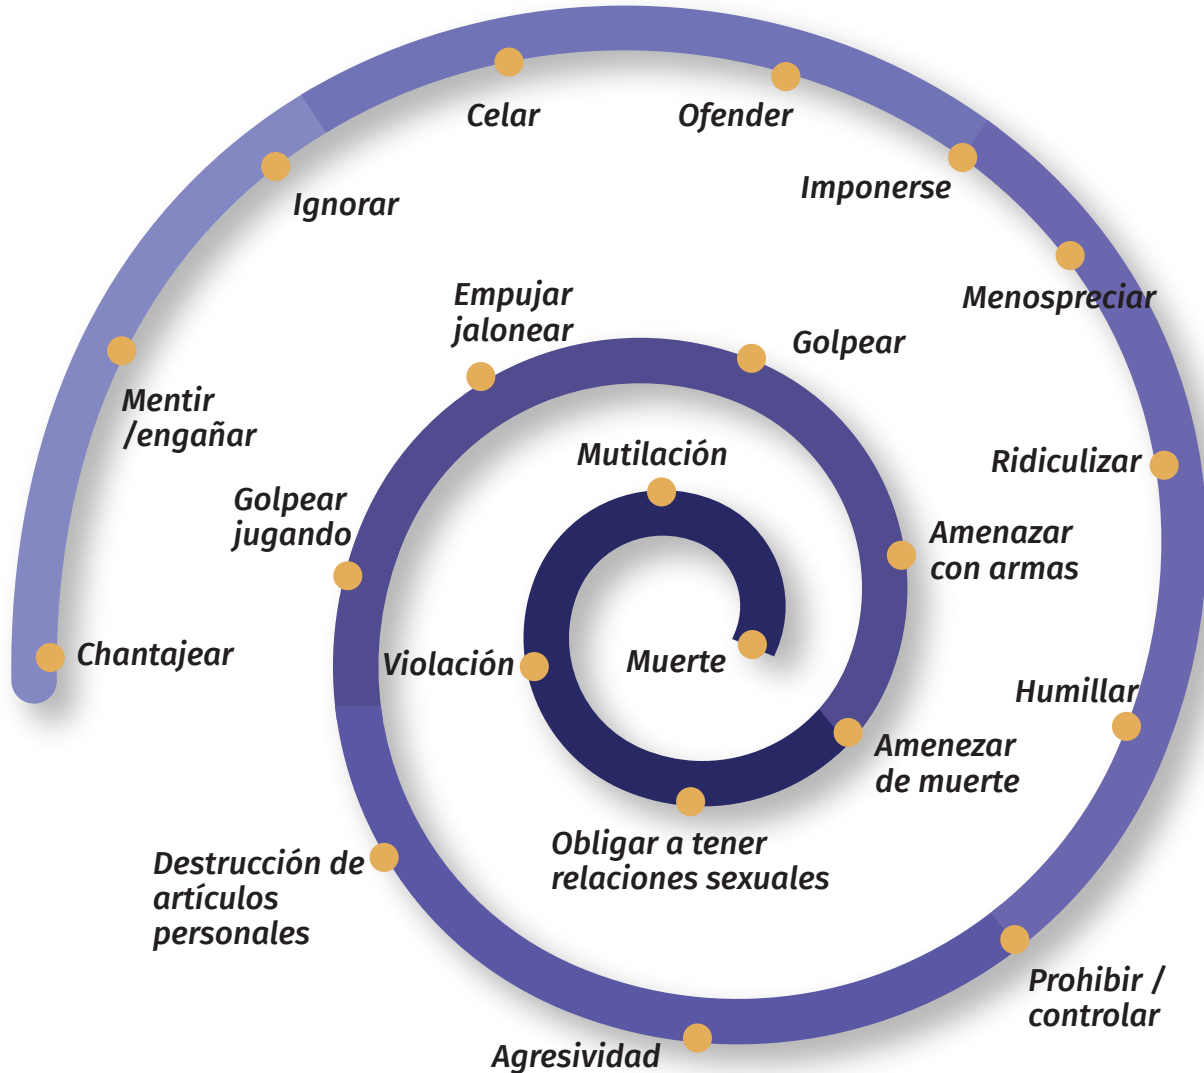 Chantajear
Mentir
/engañar
Ignorar
Celar
Ofender
Imponerse
Menospreciar
Ridiculizar
Humillar
Prohibir /
controlar
Agresividad
Destrucción de
artículos
personales
Golpear
jugando
Empujar
jalonear
Golpear
Amenazar
con armas
Amenezar
de muerte
Obligar a tener
relaciones sexuales
Violación
Mutilación
Muerte